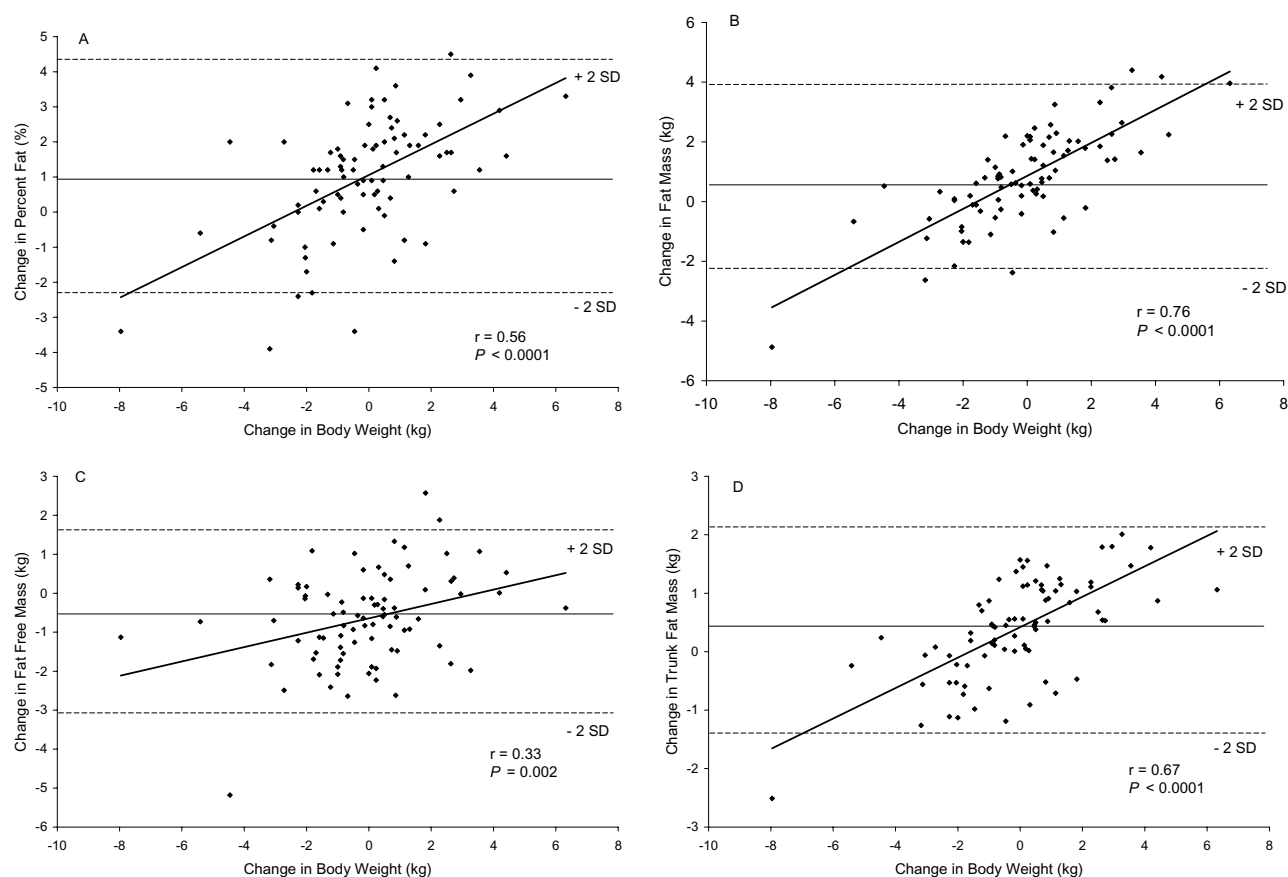 A
5
4
3
2
1
0
-1
-2
-3
-4
-5
Change in Percent Fat (%)
+ 2 SD
- 2 SD
r = 0.56
P < 0.0001
-10 -8 -6 -4 -2 0 2 4 6 8
Change in Body Weight (kg)
B
6
4
2
0
-2
-4
-6
Change in Fat Mass (kg)
+ 2 SD
- 2 SD
r = 0.76
P < 0.0001
-10 -8 -6 -4 -2 0 2 4 6 8
Change in Body Weight (kg)
C
3
2
1
0
-1
-2
-3
-4
-5
-6
Change in Fat Free Mass (kg)
+ 2 SD
- 2 SD
r = 0.33
P = 0.002
-10 -8 -6 -4 -2 0 2 4 6 8
Change in Body Weight (kg)
D
3
2
1
0
-1
-2
-3
Change in Trunk Fat Mass (kg)
+ 2 SD
- 2 SD
r = 0.67
P < 0.0001
-10 -8 -6 -4 -2 0 2 4 6 8
Change in Body Weight (kg)